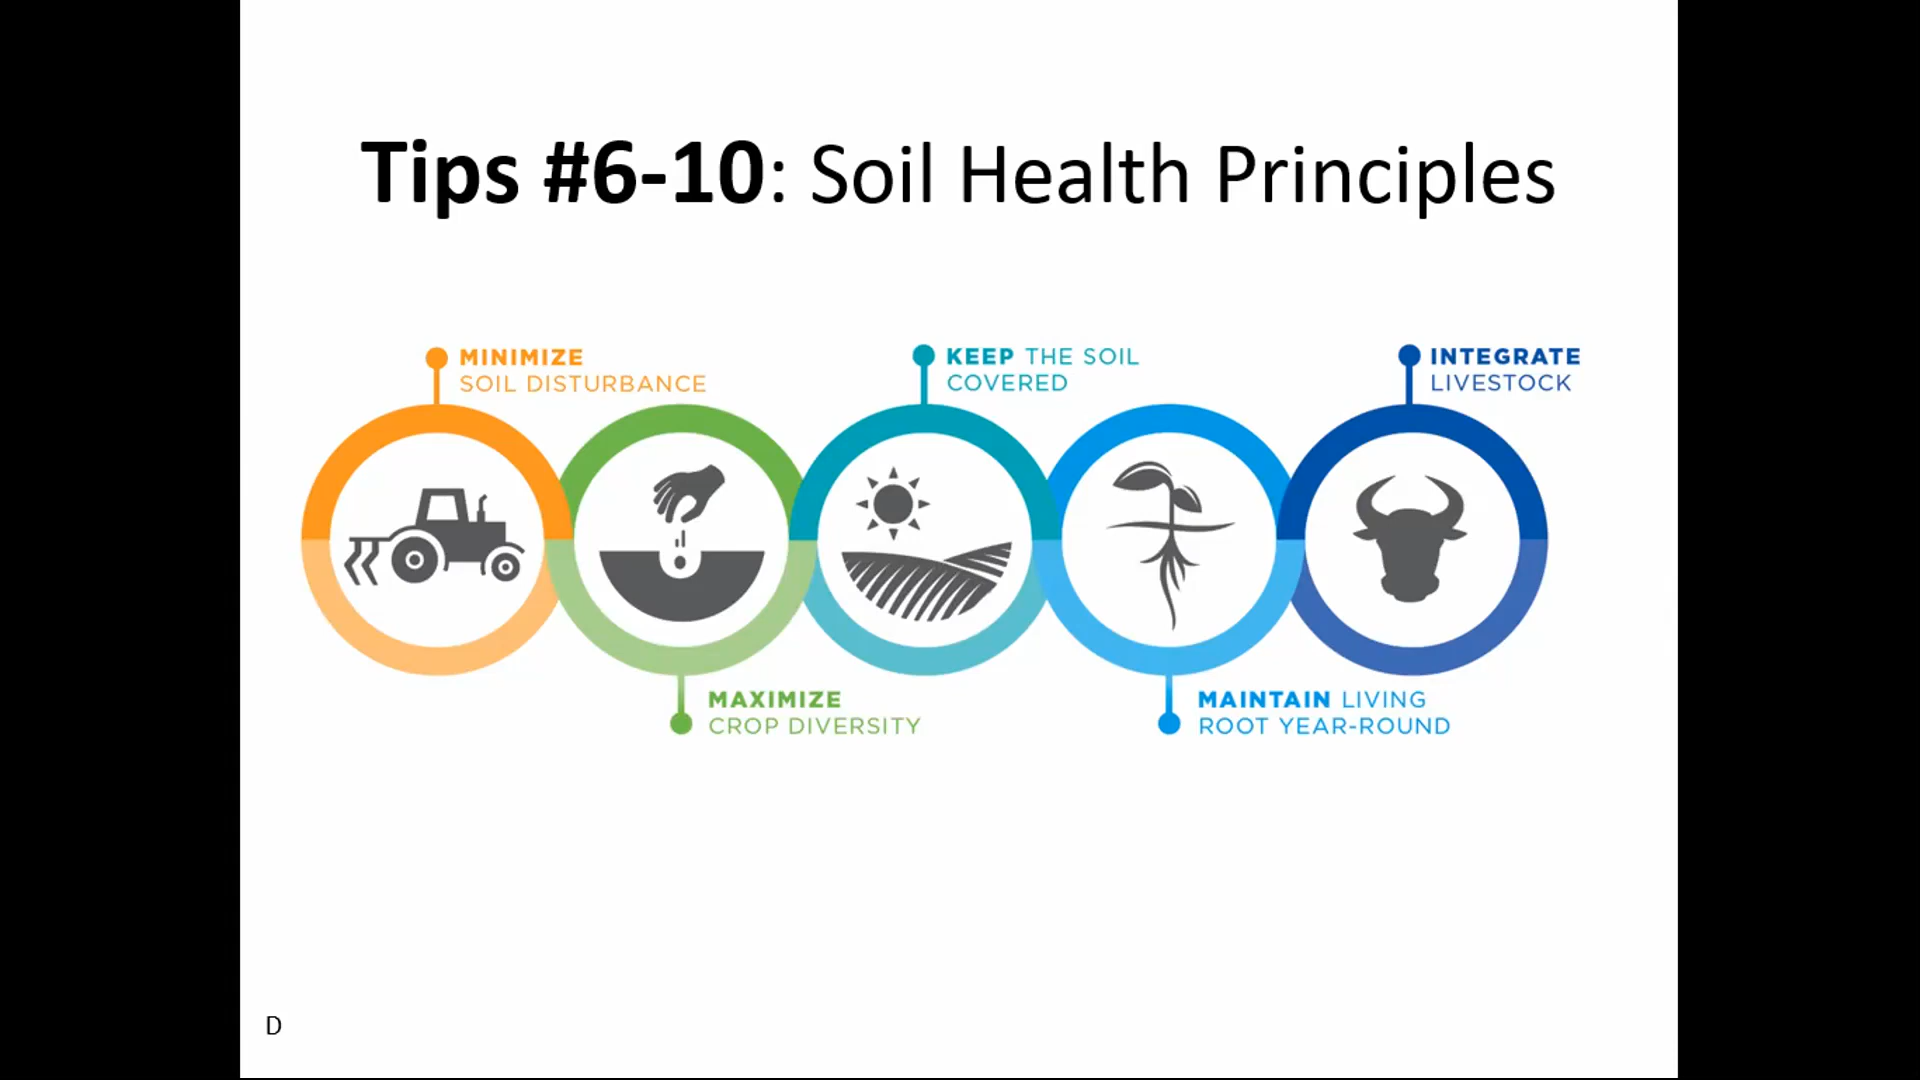 Tips #6-10: Soil Health Principles
MINIMIZE
SOIL DISTURBANCE
MAXIMIZE
CROP DIVERSITY
KEEP THE SOIL
COVERED
MAINTAIN LIVING
ROOT YEAR-ROUND
INTEGRATE
LIVESTOCK
D